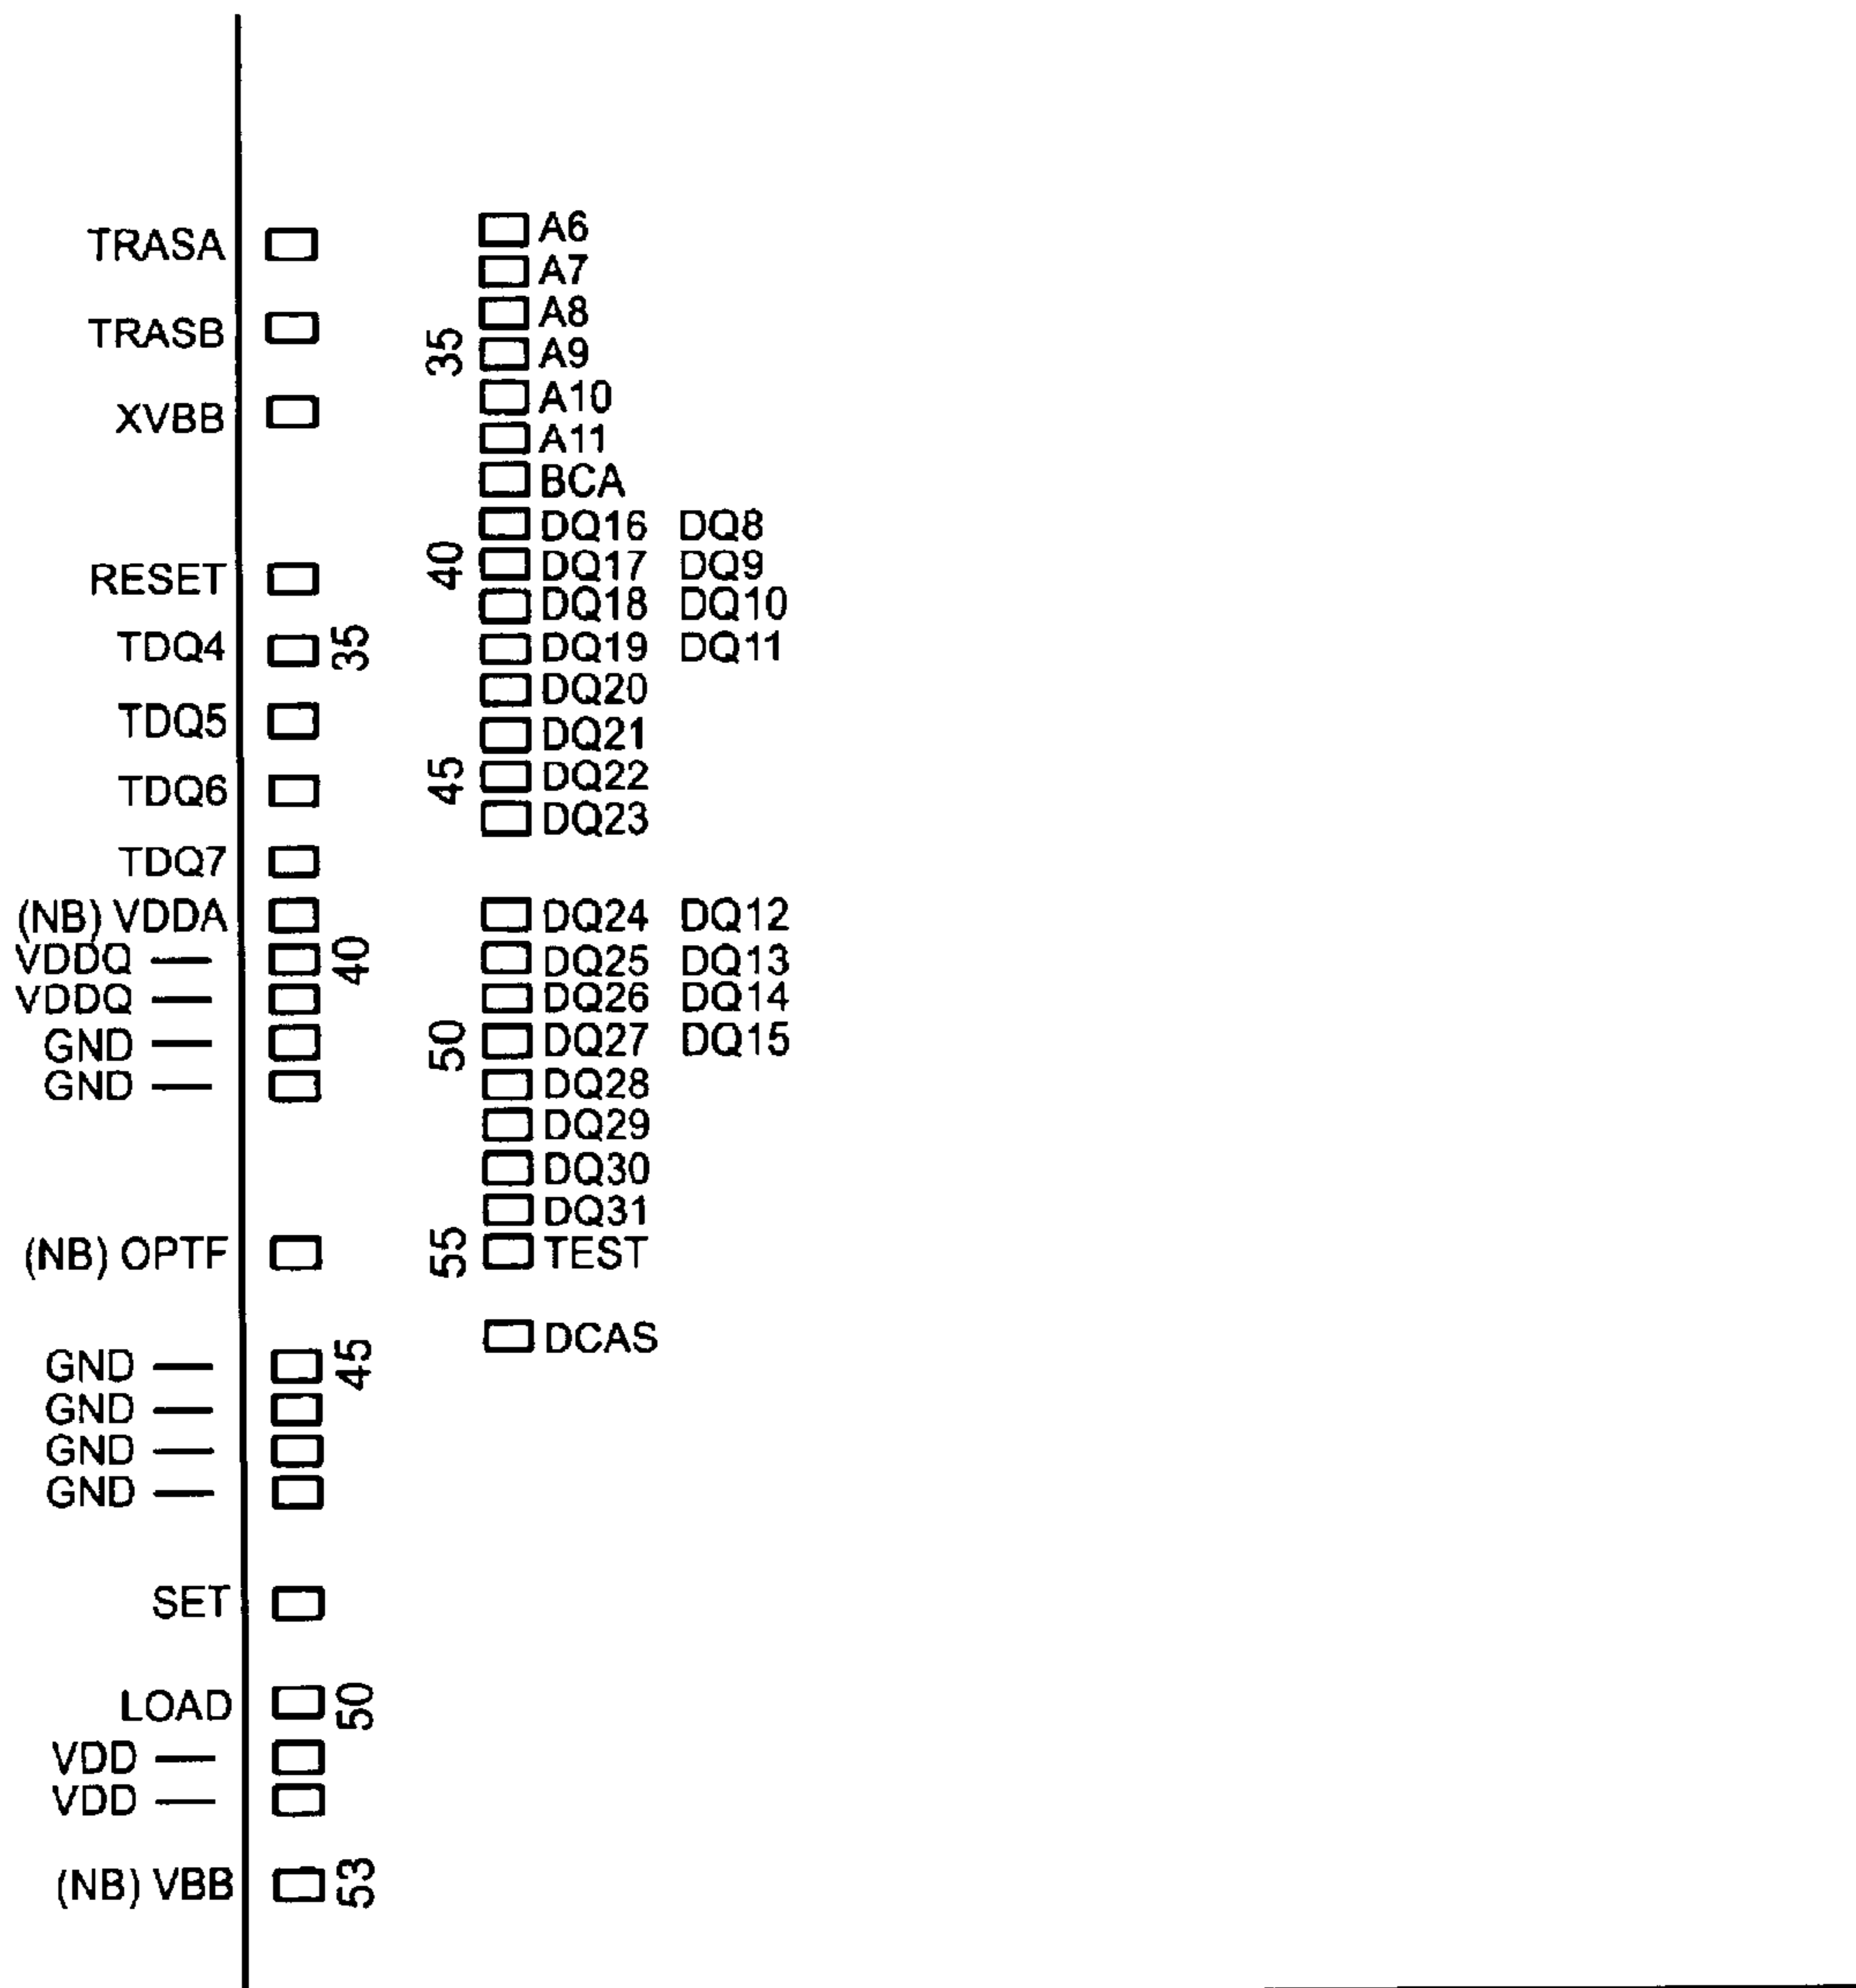 TRASA
TRASB
XVBB
RESET
TDQ4 35
TDQ5
TDQ6
TDQ7
(NB) VDDA
VDDQ — 40
VDDQ —
GND —
GND —
(NB) OPTF
GND — 45
GND —
GND —
GND —
SET
LOAD 50
VDD —
VDD —
(NB) VBB 53
A6
A7
A8
35 A9
A10
A11
BCA
DQ16 DQ8
40 DQ17 DQ9
DQ18 DQ10
DQ19 DQ11
DQ20
DQ21
45 DQ22
DQ23
DQ24 DQ12
DQ25 DQ13
DQ26 DQ14
50 DQ27 DQ15
DQ28
DQ29
DQ30
DQ31
55 TEST
DCAS